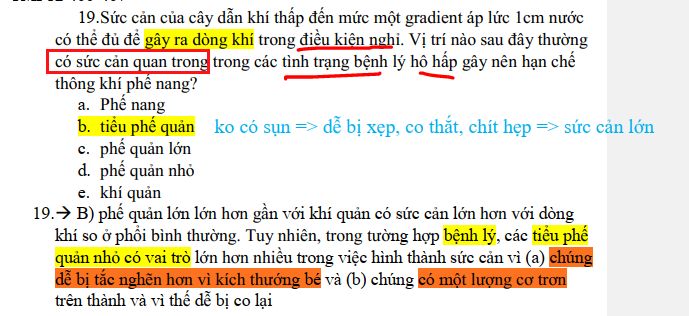 19.Sức cản của cây dẫn khí thấp đến mức một gradient áp lức 1cm nước
có thể đủ để gây ra dòng khí trong điều kiện nghỉ. Vị trí nào sau đây thường
có sức cản quan trong trong các tình trạng bệnh lý hô hấp gây nên hạn chế
thông khí phế nang?
a. Phế nang
b. tiểu phế quản ko có sụn => dễ bị xẹp, co thắt, chít hẹp => sức cản lớn
c. phế quản lớn
d. phế quản nhỏ
e. khí quản
19.→ B) phế quản lớn lớn hơn gần với khí quản có sức cản lớn hơn với dòng
khí so ở phổi bình thường. Tuy nhiên, trong tường hợp bệnh lý, các tiểu phế
quản nhỏ có vai trò lớn hơn nhiều trong việc hình thành sức cản vì (a) chúng
dễ bị tắc nghẽn hơn vì kích thướng bé và (b) chúng có một lượng cơ trơn
trên thành và vì thế dễ bị co lại